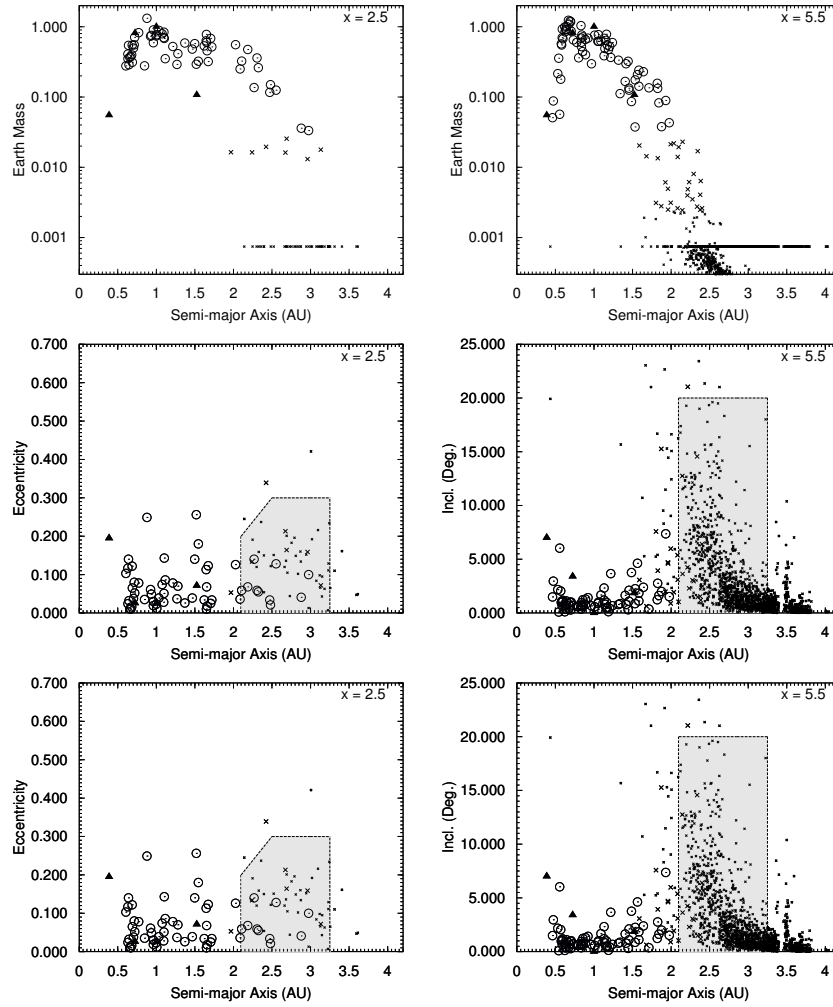 x = 2.5
1.000
0.100
0.010
0.001
Earth Mass
0 0.5 1 1.5 2 2.5 3 3.5 4
Semi-major Axis (AU)
x = 5.5
1.000
0.100
0.010
0.001
Earth Mass
0 0.5 1 1.5 2 2.5 3 3.5 4
Semi-major Axis (AU)
x = 2.5
0.700
0.600
0.500
0.400
0.300
0.200
0.100
0.000
Eccentricity
0 0.5 1 1.5 2 2.5 3 3.5 4
Semi-major Axis (AU)
x = 5.5
25.000
20.000
15.000
10.000
5.000
0.000
Incl. (Deg.)
0 0.5 1 1.5 2 2.5 3 3.5 4
Semi-major Axis (AU)
x = 2.5
0.700
0.600
0.500
0.400
0.300
0.200
0.100
0.000
Eccentricity
0 0.5 1 1.5 2 2.5 3 3.5 4
Semi-major Axis (AU)
x = 5.5
25.000
20.000
15.000
10.000
5.000
0.000
Incl. (Deg.)
0 0.5 1 1.5 2 2.5 3 3.5 4
Semi-major Axis (AU)